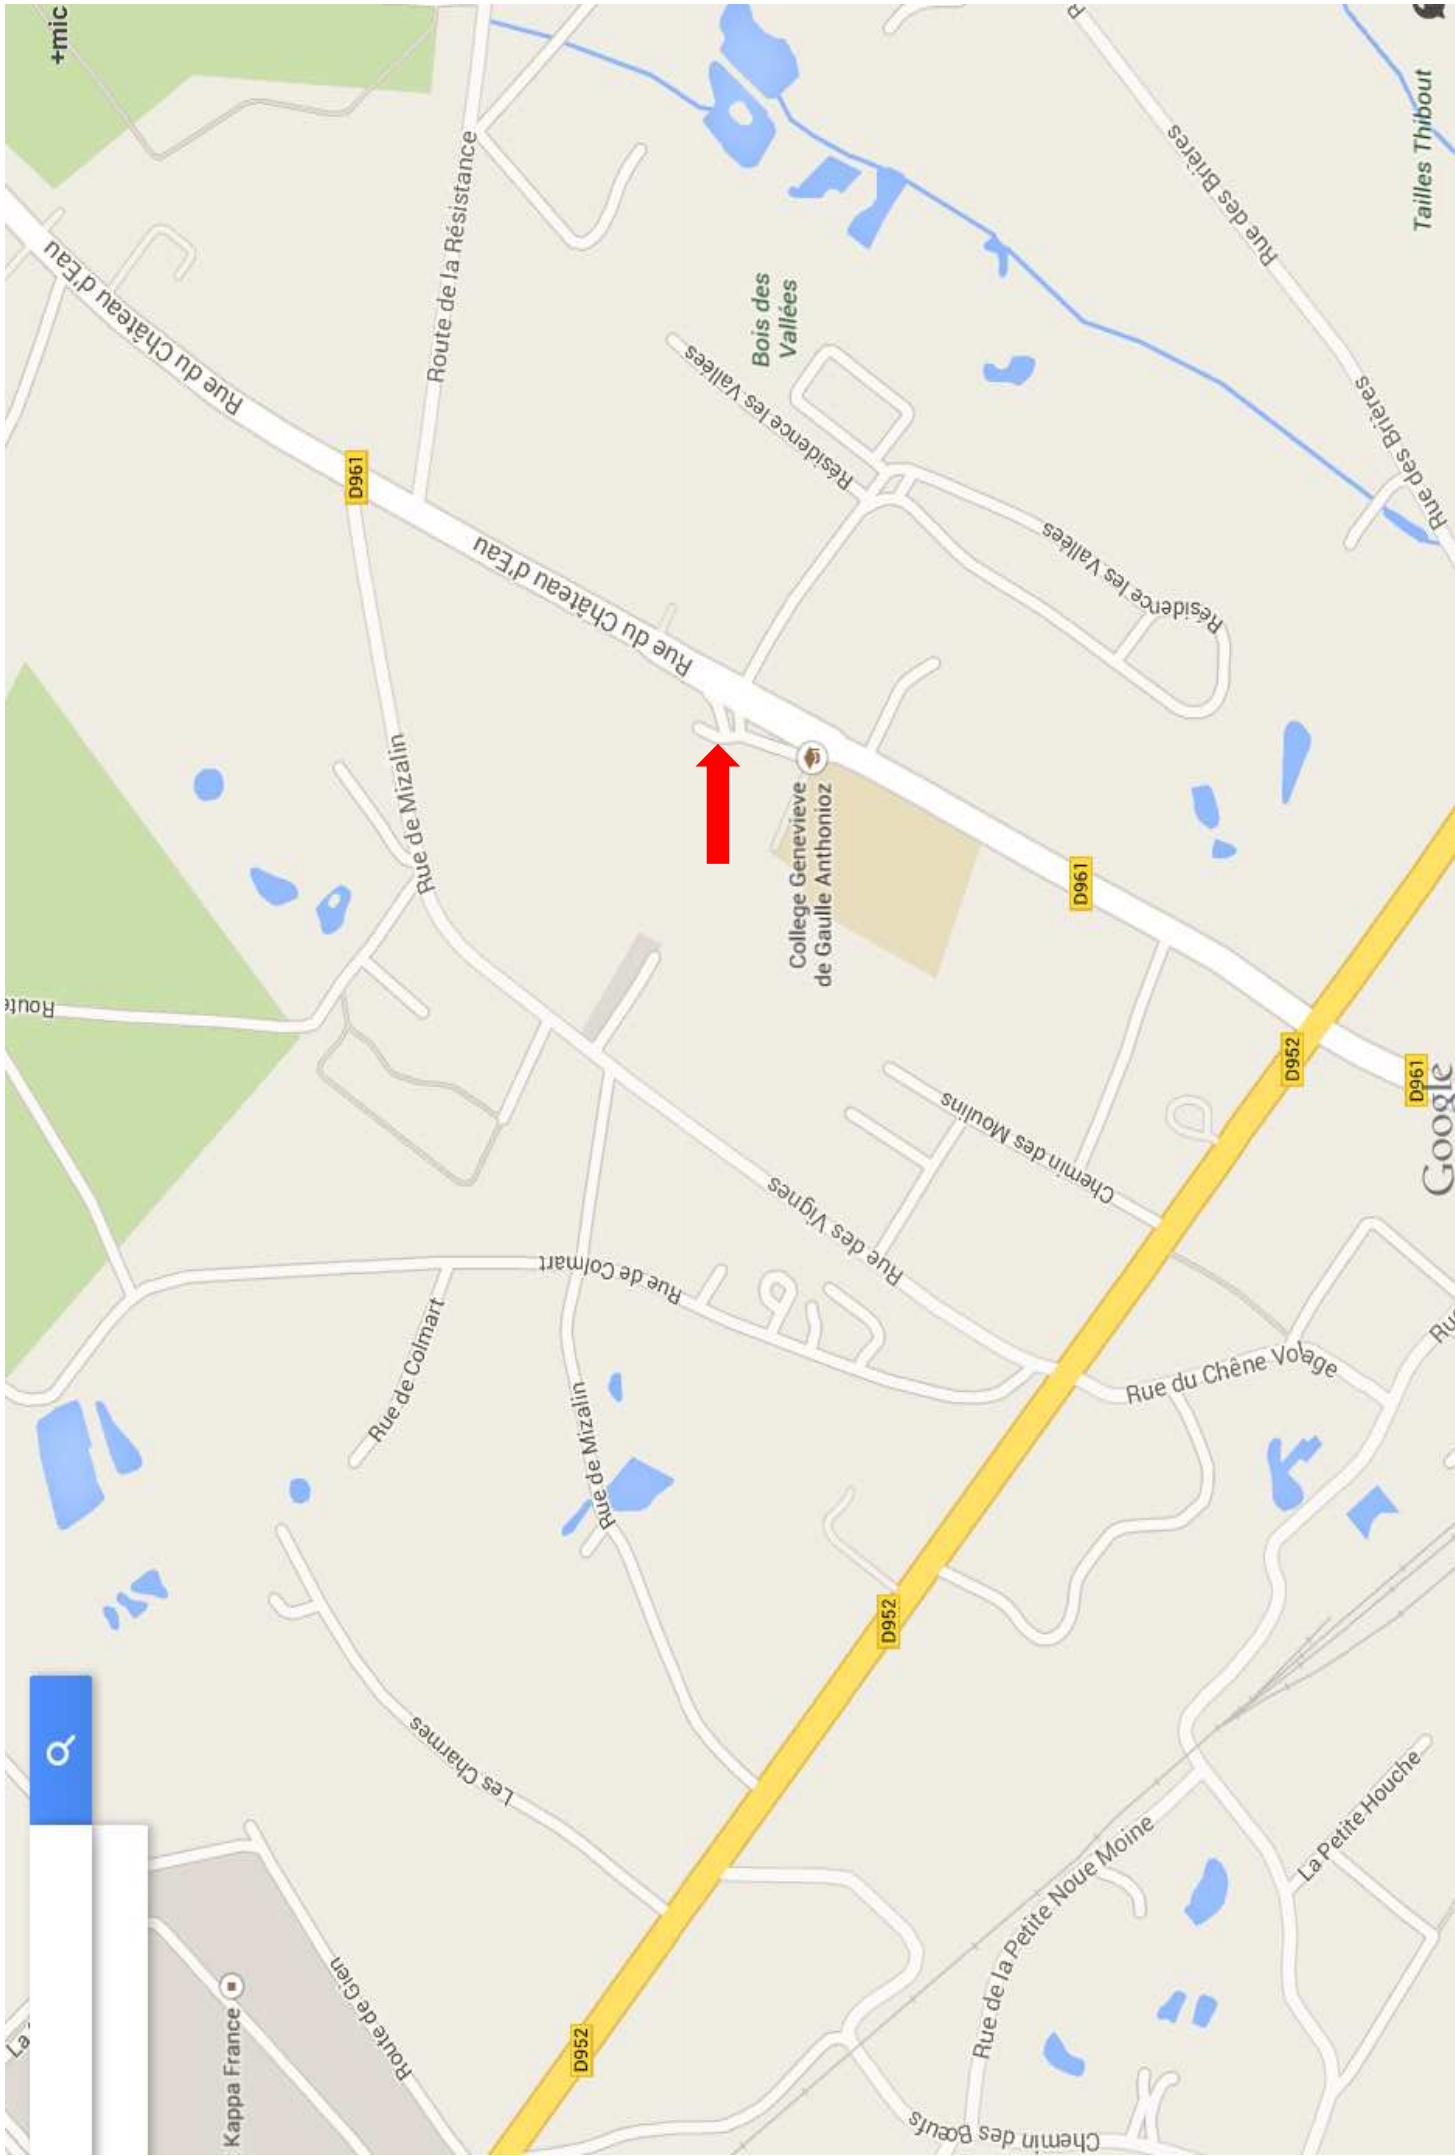 +mic
La
Route
Rue du Château d'Eau
Kappa France
D961
Route de Gien
Rue de Colmart
Rue de Mizalin
Route de la Résistance
Les Charmes
D952
Rue du Château d'Eau
Rue de Mizalin
Rue de Colmart
Résidence les Vallées
Bois des
Vallées
College Genevieve
de Gaulle Anthonioz
Rue des Vignes
D952
Chemin des Bœufs
Chemin des Moulins
Rue de la Petite Noue Moine
D961
R
Résidence les Vallées
Rue des Brières
Rue du Chêne Volage
D952
La Petite Houche
Rue des Brières
D961
Tailles Thibout
Google
Ru